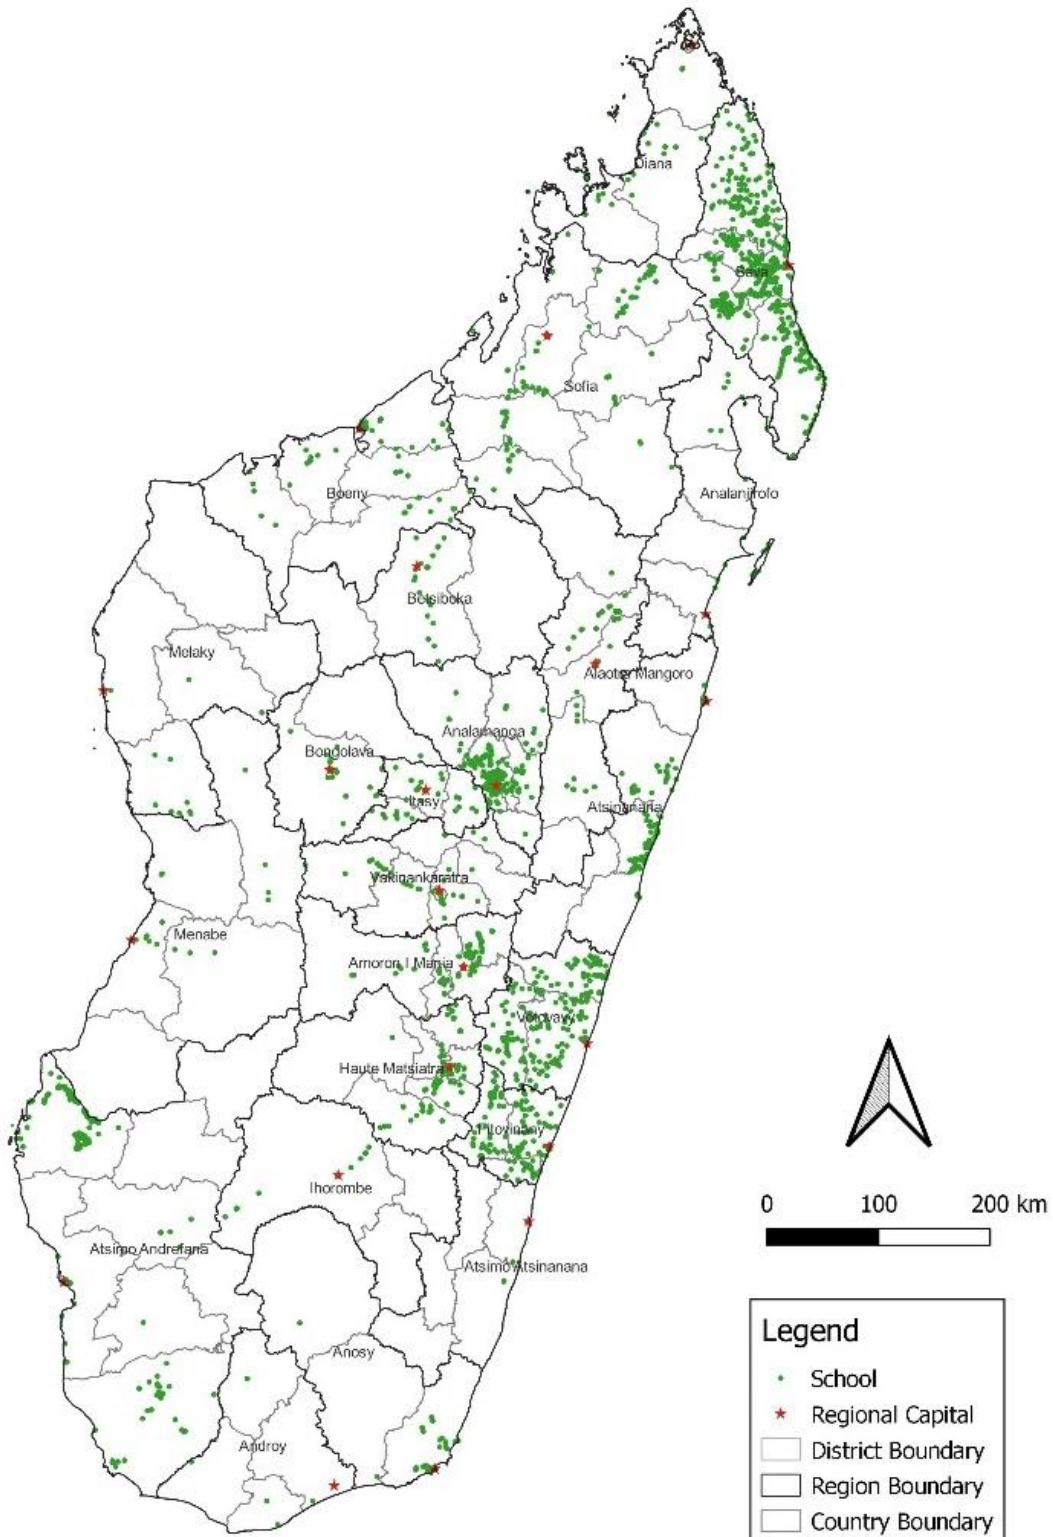 Diana
Sava
Sofia
Boeny
Analanjirofo
Betsiboka
Melaky
Alaotra Mangoro
Analamanga
Bongolava
Itasy
Atsinanana
Vakinankaratra
Menabe
Amoron I Mania
Vatovavy
Haute Matsiatra
Fitovinany
Ihorombe
0 100 200 km
Atsimo Andrefana
Atsimo Atsinanana
Anosy
Androy
Legend
School
Regional Capital
District Boundary
Region Boundary
Country Boundary